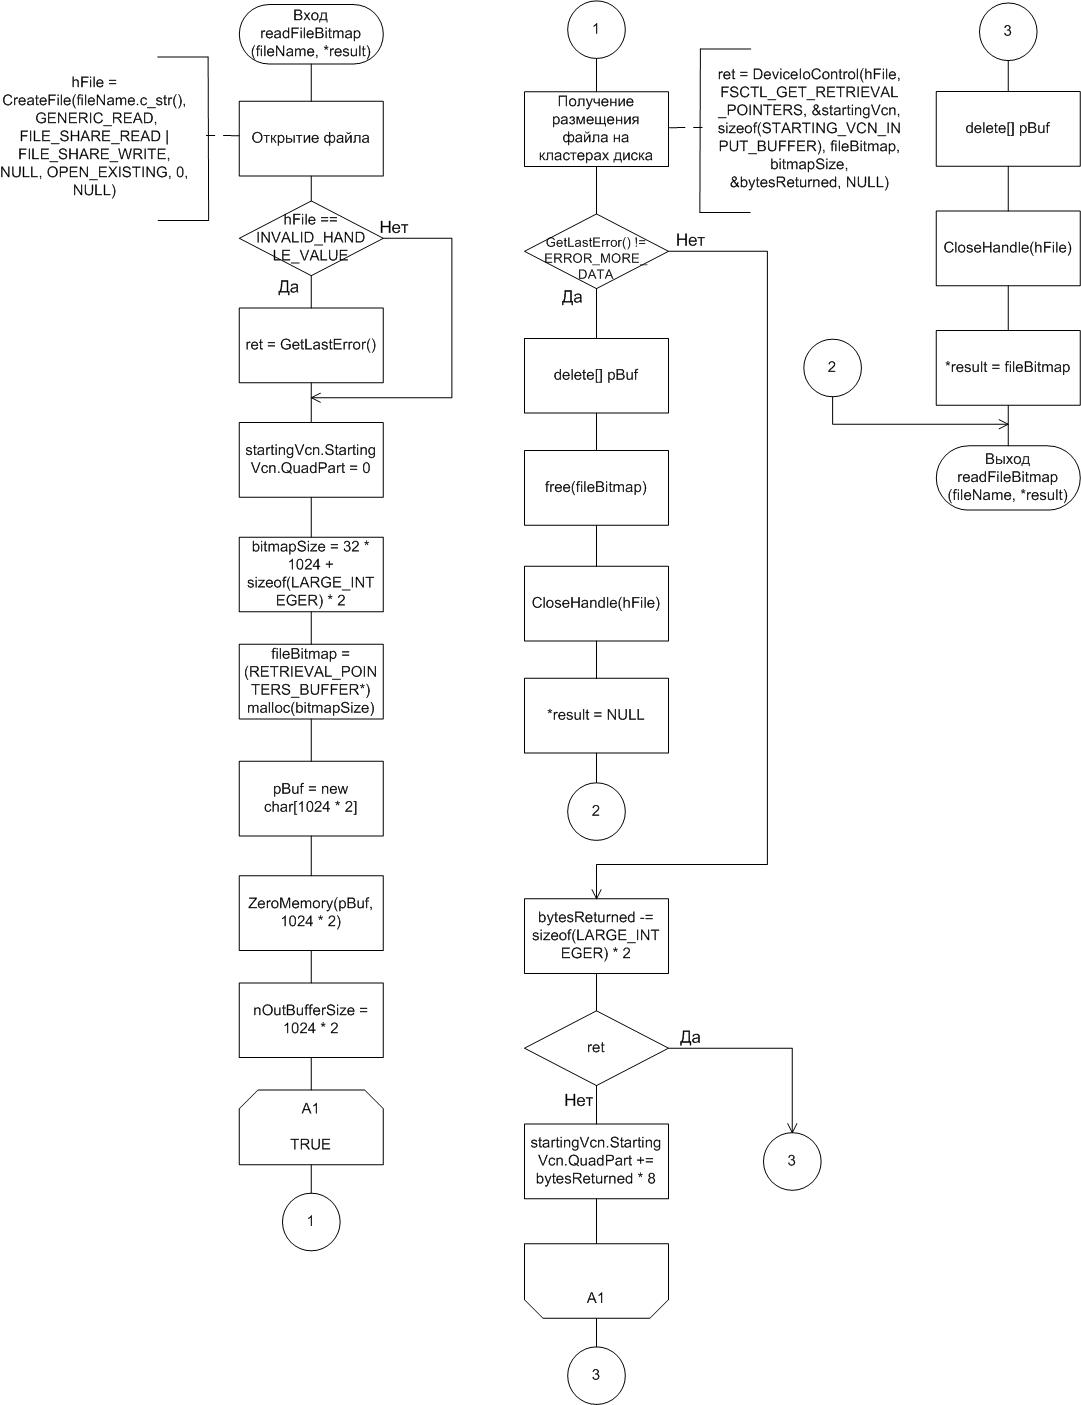 Вход
readFileBitmap
(fileName, *result)
hFile =
CreateFile(fileName.c_str(),
GENERIC_READ,
FILE_SHARE_READ |
FILE_SHARE_WRITE,
NULL, OPEN_EXISTING, 0,
NULL)
Открытие файла
hFile ==
INVALID_HAND
LE_VALUE
Нет
Да
ret = GetLastError()
startingVcn.Starting
Vcn.QuadPart = 0
bitmapSize = 32 *
1024 +
sizeof(LARGE_INT
EGER) * 2
fileBitmap =
(RETRIEVAL_POIN
TERS_BUFFER*)
malloc(bitmapSize)
pBuf = new
char[1024 * 2]
ZeroMemory(pBuf,
1024 * 2)
nOutBufferSize =
1024 * 2
A1
TRUE
1
1
Получение
размещения
файла на
кластерах диска
ret = DeviceIoControl(hFile,
FSCTL_GET_RETRIEVAL
_POINTERS, &startingVcn,
sizeof(STARTING_VCN_IN
PUT_BUFFER), fileBitmap,
bitmapSize,
&bytesReturned, NULL)
GetLastError() !=
ERROR_MORE_
DATA
Нет
Да
delete[] pBuf
free(fileBitmap)
CloseHandle(hFile)
*result = NULL
2
bytesReturned -=
sizeof(LARGE_INT
EGER) * 2
ret
Да
Нет
3
startingVcn.Starting
Vcn.QuadPart +=
bytesReturned * 8
A1
3
3
delete[] pBuf
CloseHandle(hFile)
*result = fileBitmap
2
Выход
readFileBitmap
(fileName, *result)